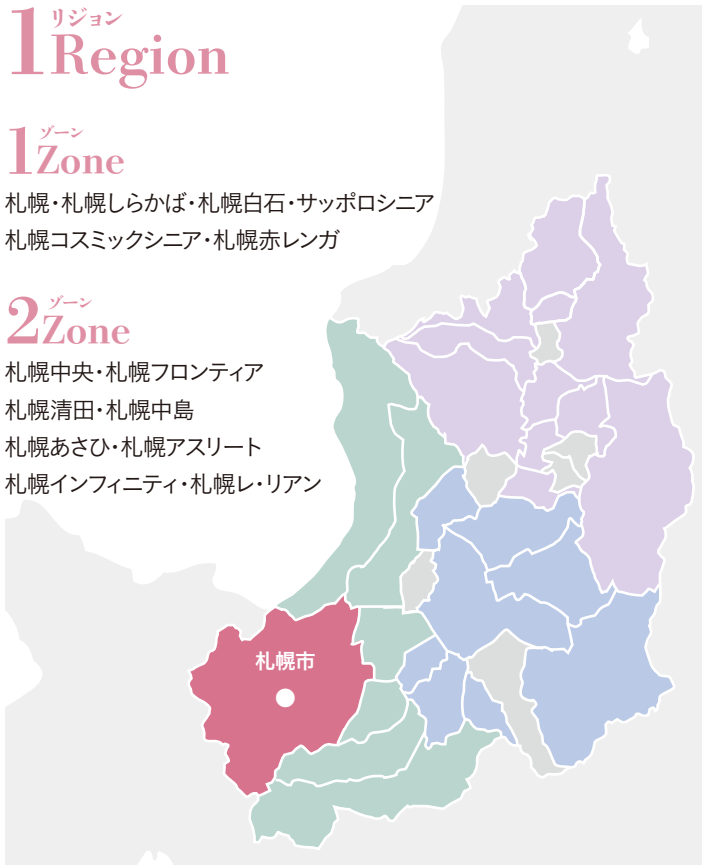 リジョン
1Region
ゾーン
1Zone
札幌・札幌しらかば・札幌白石・サッポロシニア
札幌コスミックシニア・札幌赤レンガ
ゾーン
2Zone
札幌中央・札幌フロンティア
札幌清田・札幌中島
札幌あさひ・札幌アスリート
札幌インフィニティ・札幌レ・リアン
札幌市